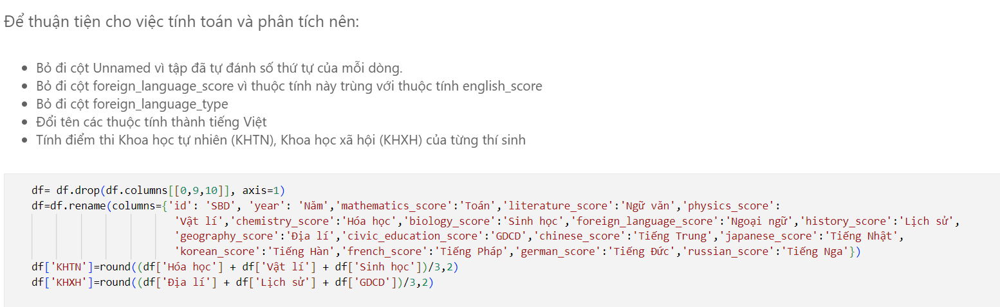 Để thuận tiện cho việc tính toán và phân tích nên:
Bỏ đi cột Unnamed vì tập đã tự đánh số thứ tự của mỗi dòng.
Bỏ đi cột foreign_language_score vì thuộc tính này trùng với thuộc tính english_score
Bỏ đi cột foreign_language_type
Đổi tên các thuộc tính thành tiếng Việt
Tính điểm thi Khoa học tự nhiên (KHTN), Khoa học xã hội (KHXH) của từng thí sinh
df= df.drop(df.columns[[0,9,10]], axis=1)
df=df.rename(columns={'id': 'SBD', 'year': 'Năm','mathematics_score':'Toán','literature_score':'Ngữ văn','physics_score':
'Vật lí','chemistry_score':'Hóa học','biology_score':'Sinh học','foreign_language_score':'Ngoại ngữ','history_score':'Lịch sử',
'geography_score':'Địa lí','civic_education_score':'GDCD','chinese_score':'Tiếng Trung','japanese_score':'Tiếng Nhật',
'korean_score':'Tiếng Hàn','french_score':'Tiếng Pháp','german_score':'Tiếng Đức','russian_score':'Tiếng Nga'})
df['KHTN']=round((df['Hóa học'] + df['Vật lí'] + df['Sinh học'])/3,2)
df['KHXH']=round((df['Địa lí'] + df['Lịch sử'] + df['GDCD'])/3,2)